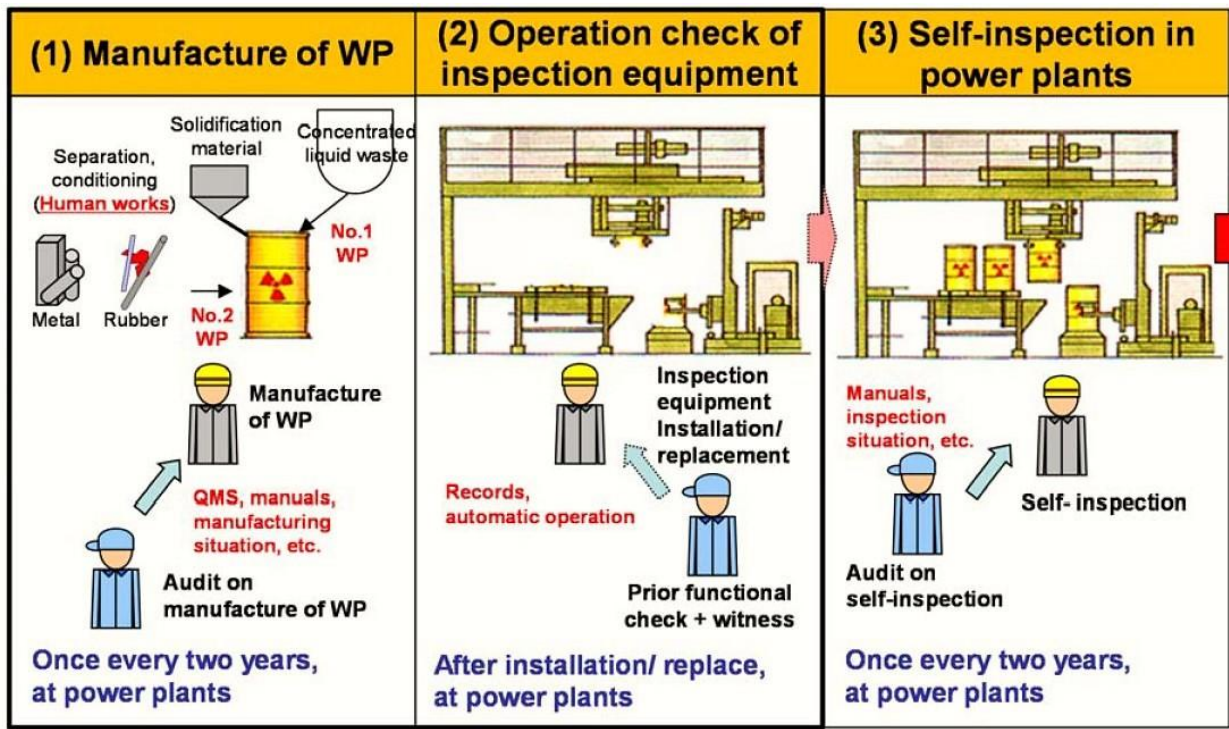 (1) Manufacture of WP
Solidification
material
Concentrated
liquid waste
Separation,
conditioning
(Human works)
No.1
WP
Metal
Rubber
No.2
WP
Manufacture
of WP
QMS, manuals,
manufacturing
situation, etc.
Audit on
manufacture of WP
Once every two years,
at power plants
(2) Operation check of
inspection equipment
Inspection
equipment
Installation/
replacement
Records,
automatic operation
Prior functional
check + witness
After installation/ replace,
at power plants
(3) Self-inspection in
power plants
Manuals,
inspection
situation, etc.
Self- inspection
Audit on
self-inspection
Once every two years,
at power plants